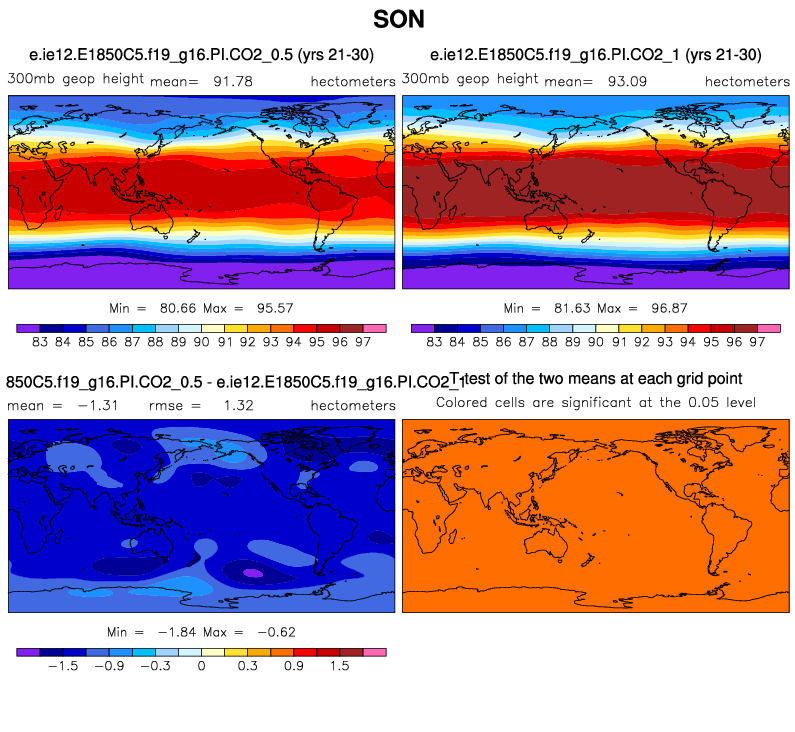 SON
e.ie12.E1850C5.f19_g16.PI.CO2_0.5 (yrs 21-30)
300mb geop height mean= 91.78 hectometers
Min = 80.66 Max = 95.57
83 84 85 86 87 88 89 90 91 92 93 94 95 96 97
e.ie12.E1850C5.f19_g16.PI.CO2_1 (yrs 21-30)
300mb geop height mean= 93.09 hectometers
Min = 81.63 Max = 96.87
83 84 85 86 87 88 89 90 91 92 93 94 95 96 97
850C5.f19_g16.PI.CO2_0.5 - e.ie12.E1850C5.f19_g16.PI.CO2_1
mean = −1.31 rmse = 1.32 hectometers
Min = −1.84 Max = −0.62
−1.5 −0.9 −0.3 0 0.3 0.9 1.5
T-test of the two means at each grid point
Colored cells are significant at the 0.05 level